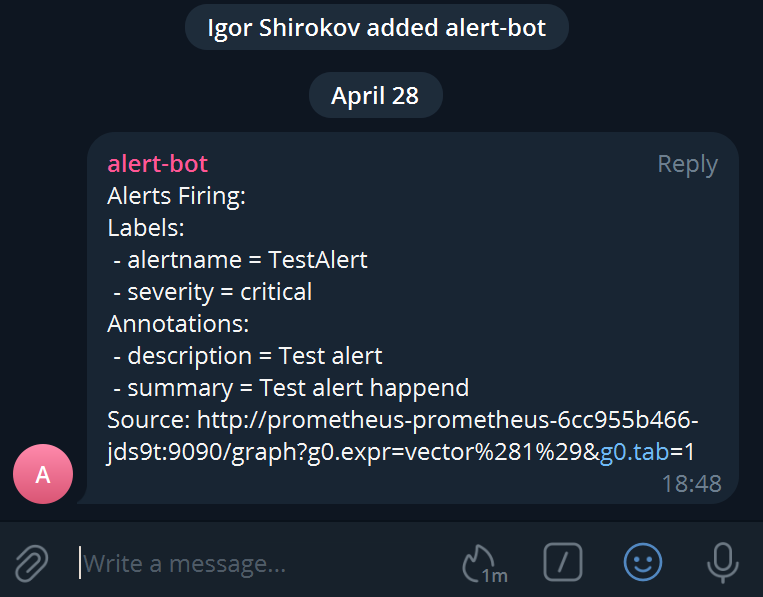 Igor Shirokov added alert-bot
April 28
alert-bot
Reply
Alerts Firing:
Labels:
- alertname = TestAlert
- severity = critical
Annotations:
- description = Test alert
- summary = Test alert happend
Source: http://prometheus-prometheus-6cc955b466-
jds9t:9090/graph?g0.expr=vector%281%29&g0.tab=1
A
18:48
Write a message...
1m
/